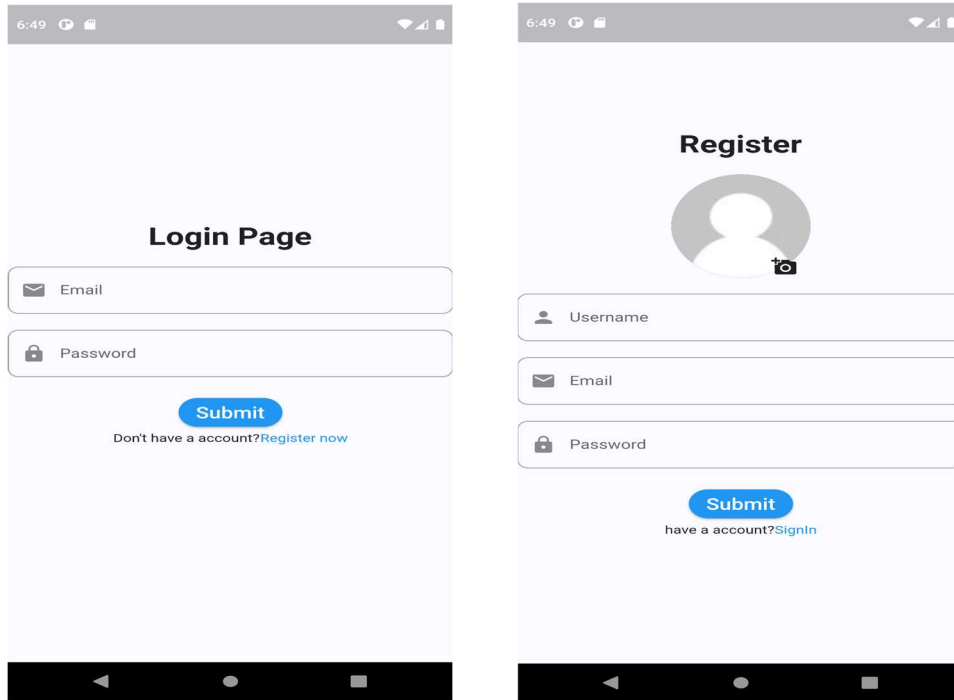 6:49
Login Page
Email
Password
Submit
Don't have a account?Register now
6:49
Register
Username
Email
Password
Submit
have a account?SignIn